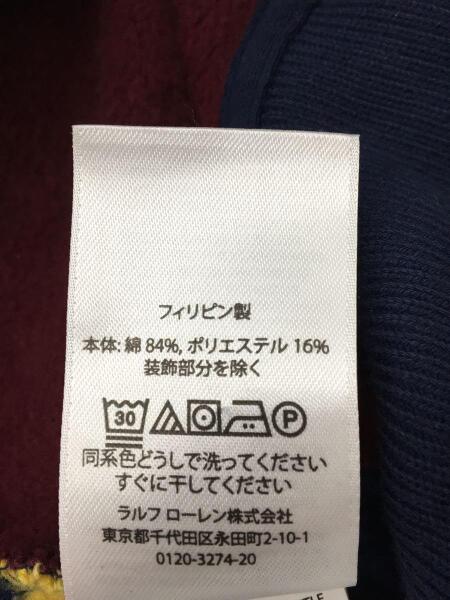 フィリピン製
本体: 綿 84%, ポリエステル 16%
装飾部分を除く
30 P
同系色どうしで洗ってください
すぐに干してください
ラルフ ローレン株式会社
東京都千代田区永田町2-10-1
0120-3274-20